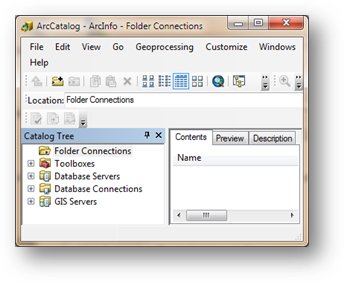 ArcCatalog - ArcInfo - Folder Connections
File Edit View Go Geoprocessing Customize Windows
Help
Location: Folder Connections
Catalog Tree
Folder Connections
Toolboxes
Database Servers
Database Connections
GIS Servers
Contents Preview Description
Name